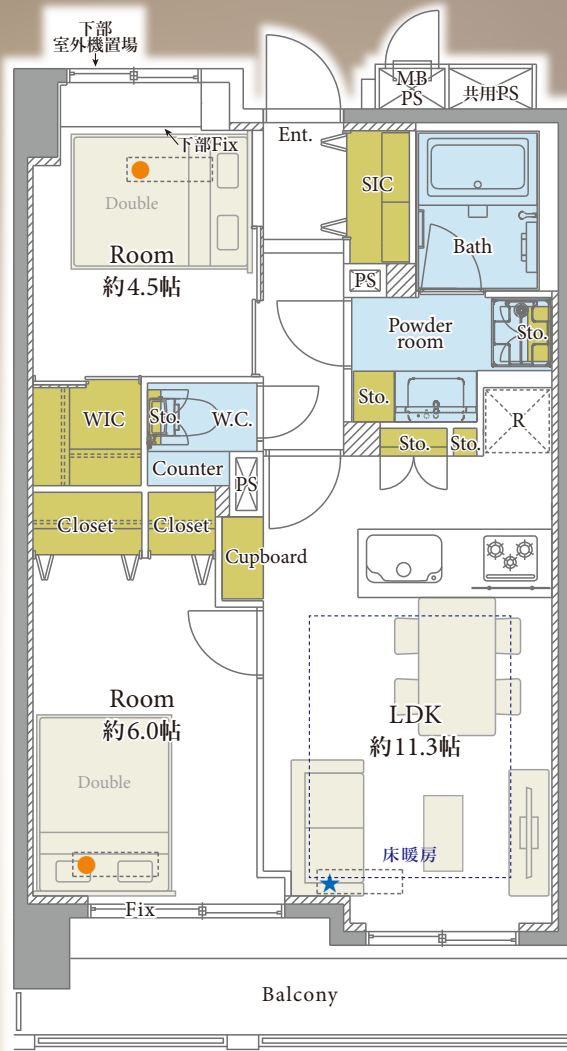 下部
室外機置場
MB
PS
共用PS
Ent.
下部Fix
SIC
Double
Bath
Room
約4.5帖
PS
Powder
room
Sto.
Sto.
WIC
Sto.
W.C.
R
Sto.
Sto.
Counter
PS
Closet
Closet
Cupboard
Room
約6.0帖
LDK
約11.3帖
Double
床暖房
Fix
Balcony